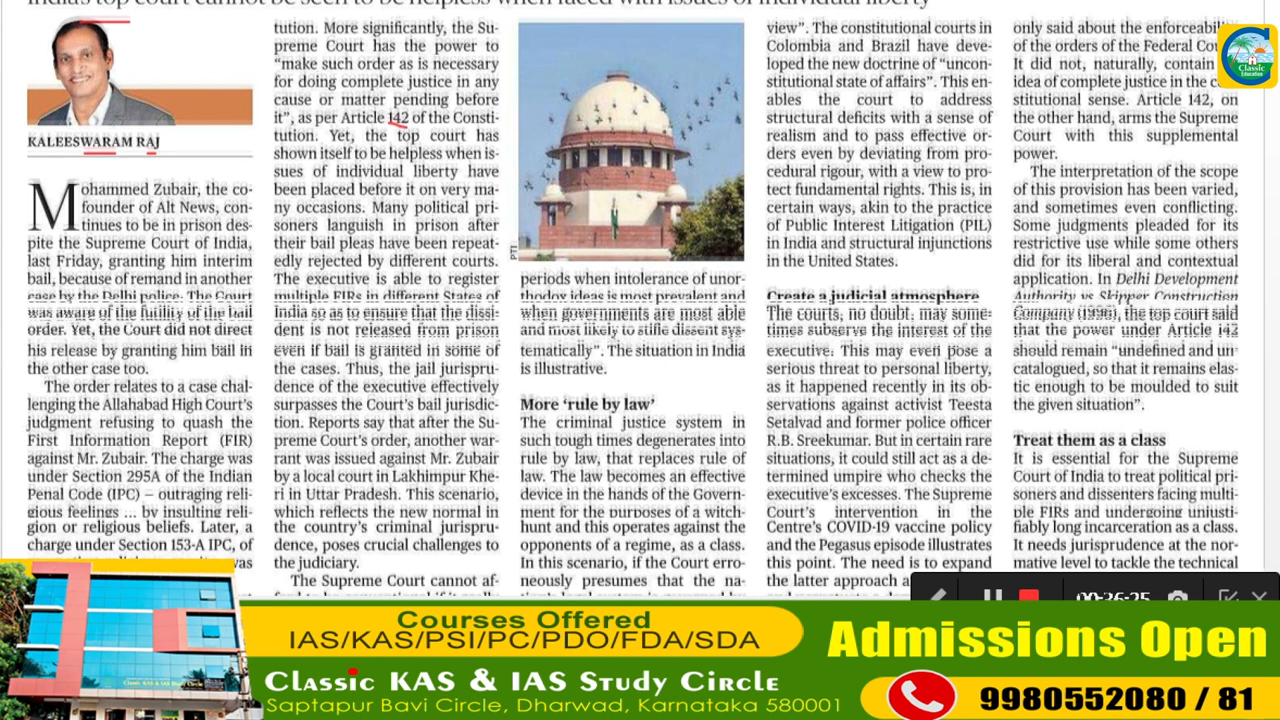 KALEESWARAM RAJ
Mohammed Zubair, the co-
founder of Alt News, con-
tinues to be in prison des-
pite the Supreme Court of India,
last Friday, granting him interim
bail, because of remand in another
case by the Delhi police. The Court
was aware of the futility of the bail
order. Yet, the Court did not direct
his release by granting him bail in
the other case too.
The order relates to a case chal-
lenging the Allahabad High Court's
judgment refusing to quash the
First Information Report (FIR)
against Mr. Zubair. The charge was
under Section 295A of the Indian
Penal Code (IPC) — outraging reli-
gious feelings ... by insulting reli-
gion or religious beliefs. Later, a
charge under Section 153-A IPC, of
was
tution. More significantly, the Su-
preme Court has the power to
“make such order as is necessary
for doing complete justice in any
cause or matter pending before
it”, as per Article 142 of the Consti-
tution. Yet, the top court has
shown itself to be helpless when is-
sues of individual liberty have
been placed before it on very ma-
ny occasions. Many political pri-
soners languish in prison after
their bail pleas have been repeat-
edly rejected by different courts.
The executive is able to register
multiple FIRs in different States of
India so as to ensure that the dissi-
dent is not released from prison
even if bail is granted in some of
the cases. Thus, the jail jurispru-
dence of the executive effectively
surpasses the Court's bail jurisdic-
tion. Reports say that after the Su-
preme Court's order, another war-
rant was issued against Mr. Zubair
by a local court in Lakhimpur Khe-
ri in Uttar Pradesh. This scenario,
which reflects the new normal in
the country's criminal jurispru-
dence, poses crucial challenges to
the judiciary.
The Supreme Court cannot af-
PTI
periods when intolerance of unor-
thodox ideas is most prevalent and
when governments are most able
and most likely to stifle dissent sys-
tematically”. The situation in India
is illustrative.
More ‘rule by law’
The criminal justice system in
such tough times degenerates into
rule by law, that replaces rule of
law. The law becomes an effective
device in the hands of the Govern-
ment for the purposes of a witch-
hunt and this operates against the
opponents of a regime, as a class.
In this scenario, if the Court erro-
neously presumes that the na-
view”. The constitutional courts in
Colombia and Brazil have deve-
loped the new doctrine of “uncon-
stitutional state of affairs”. This en-
ables the court to address
structural deficits with a sense of
realism and to pass effective or-
ders even by deviating from pro-
cedural rigour, with a view to pro-
tect fundamental rights. This is, in
certain ways, akin to the practice
of Public Interest Litigation (PIL)
in India and structural injunctions
in the United States.
Create a judicial atmosphere
The courts, no doubt, may some-
times subserve the interest of the
executive. This may even pose a
serious threat to personal liberty,
as it happened recently in its ob-
servations against activist Teesta
Setalvad and former police officer
R.B. Sreekumar. But in certain rare
situations, it could still act as a de-
termined umpire who checks the
executive's excesses. The Supreme
Court's intervention in the
Centre's COVID-19 vaccine policy
and the Pegasus episode illustrates
this point. The need is to expand
the latter approach
only said about the enforceability
of the orders of the Federal
It did not, naturally, contain
idea of complete justice in the
stitutional sense. Article 142, on
the other hand, arms the Supreme
Court with this supplemental
power.
The interpretation of the scope
of this provision has been varied,
and sometimes even conflicting.
Some judgments pleaded for its
restrictive use while some others
did for its liberal and contextual
application. In Delhi Development
Authority vs Skipper Construction
Company (1996), the top court said
that the power under Article 142
should remain “undefined and un-
catalogued, so that it remains elas-
tic enough to be moulded to suit
the given situation”.
Treat them as a class
It is essential for the Supreme
Court of India to treat political pri-
soners and dissenters facing multi-
ple FIRs and undergoing unjusti-
fiably long incarceration as a class.
It needs jurisprudence at the nor-
mative level to tackle the technical
Classic
Education
00:36:25
Courses Offered
IAS/KAS/PSI/PC/PDO/FDA/SDA
Classic KAS & IAS Study Circle
Saptapur Bavi Circle, Dharwad, Karnataka 580001
Admissions Open
9980552080 / 81